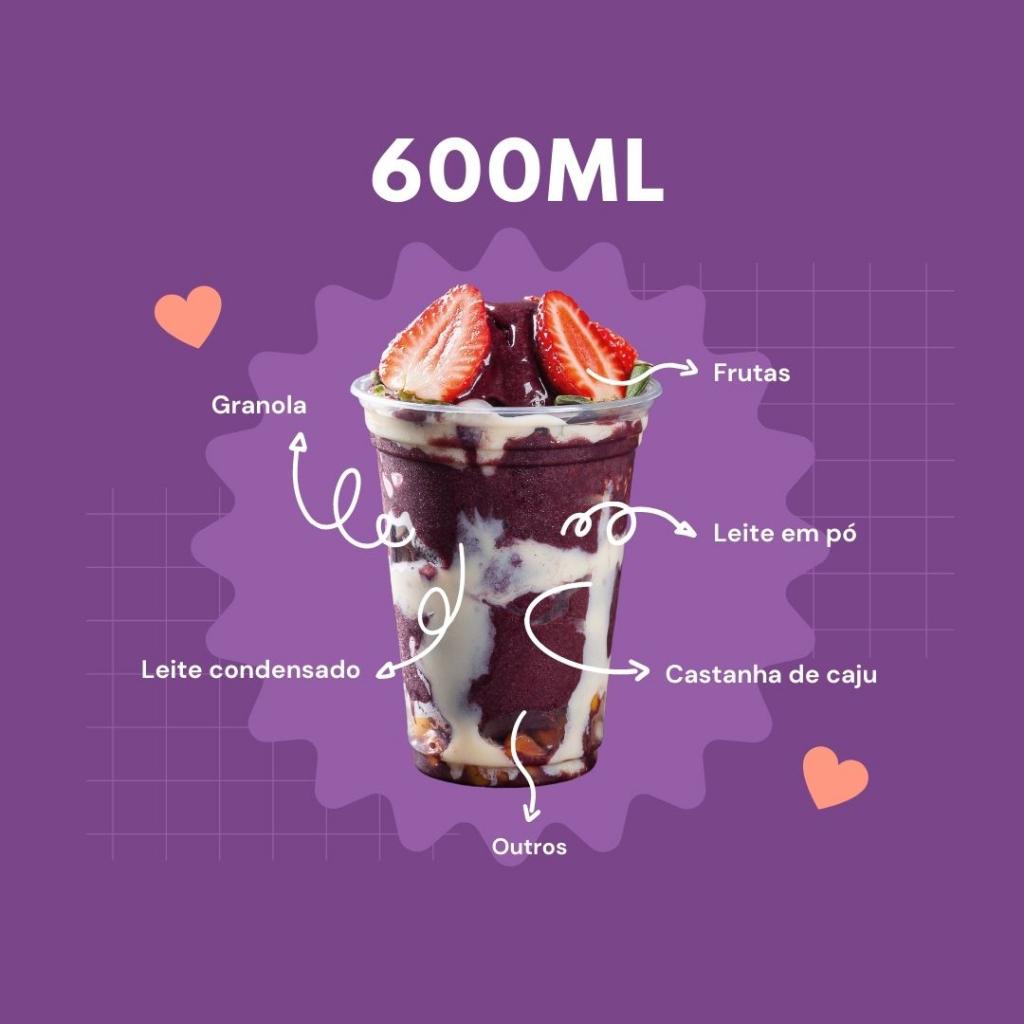 600ML
Frutas
Granola
Leite em pó
Leite condensado
Castanha de caju
Outros